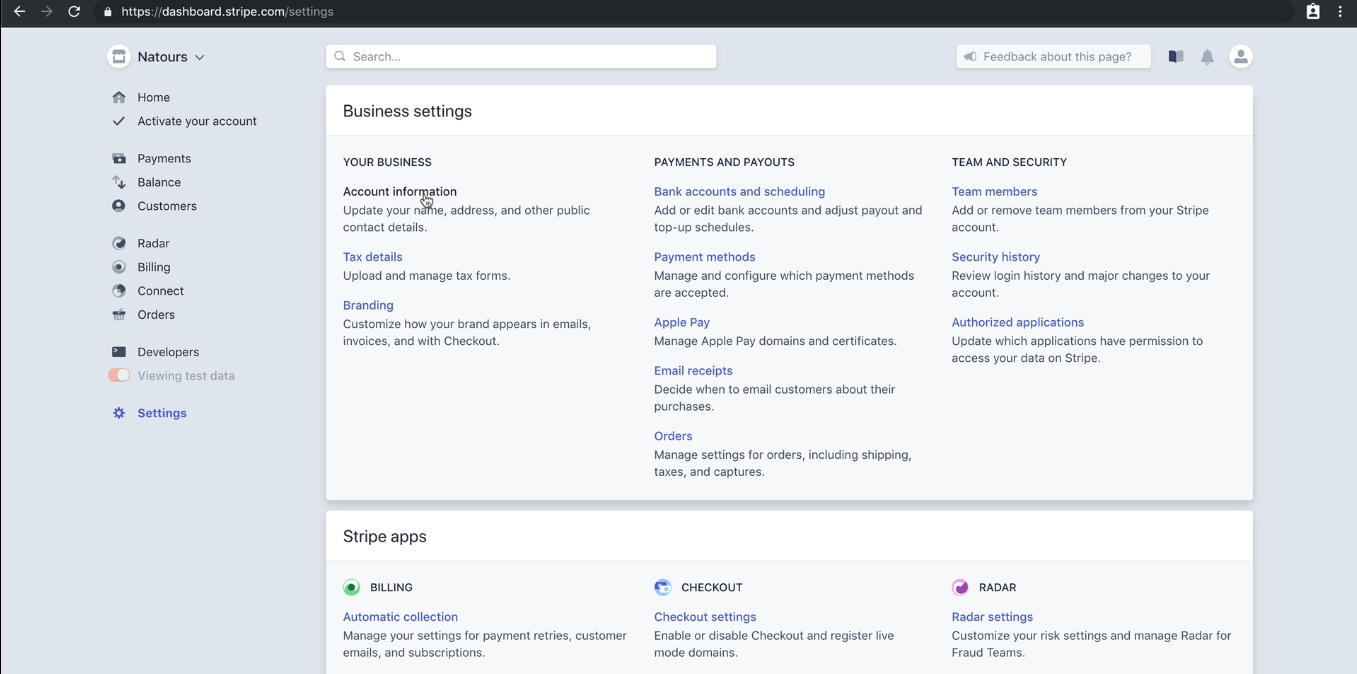 https://dashboard.stripe.com/settings
Natours
Search...
Feedback about this page?
Home
Activate your account
Payments
Balance
Customers
Radar
Billing
Connect
Orders
Developers
Viewing test data
Settings
Business settings
YOUR BUSINESS
Account information
Update your name, address, and other public
contact details.
Tax details
Upload and manage tax forms.
Branding
Customize how your brand appears in emails,
invoices, and with Checkout.
PAYMENTS AND PAYOUTS
Bank accounts and scheduling
Add or edit bank accounts and adjust payout and
top-up schedules.
Payment methods
Manage and configure which payment methods
are accepted.
Apple Pay
Manage Apple Pay domains and certificates.
Email receipts
Decide when to email customers about their
purchases.
Orders
Manage settings for orders, including shipping,
taxes, and captures.
TEAM AND SECURITY
Team members
Add or remove team members from your Stripe
account.
Security history
Review login history and major changes to your
account.
Authorized applications
Update which applications have permission to
access your data on Stripe.
Stripe apps
BILLING
Automatic collection
Manage your settings for payment retries, customer
emails, and subscriptions.
CHECKOUT
Checkout settings
Enable or disable Checkout and register live
mode domains.
RADAR
Radar settings
Customize your risk settings and manage Radar for
Fraud Teams.